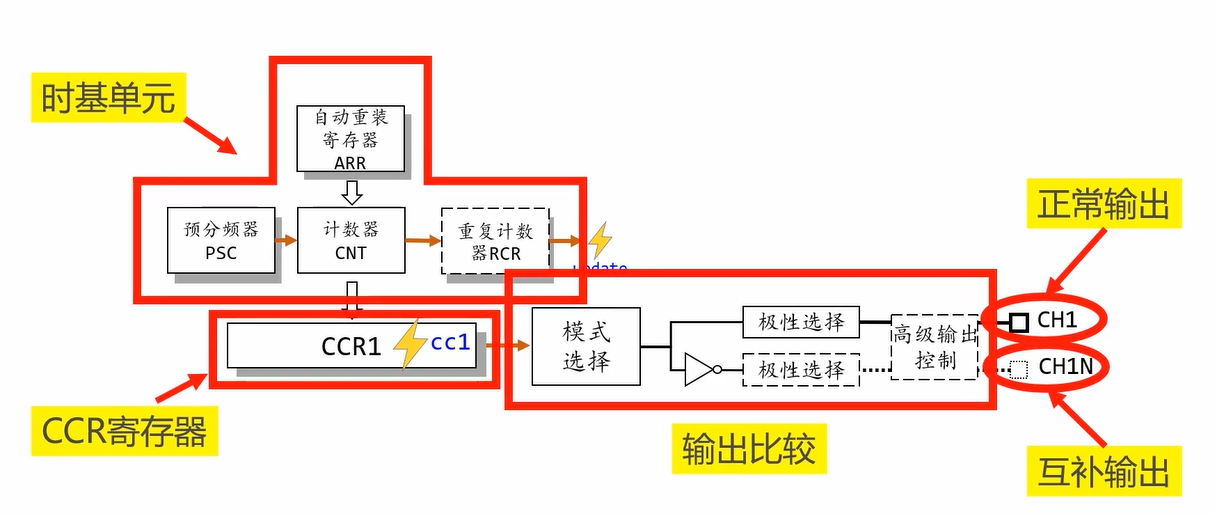 时基单元
自动重装
寄存器
ARR
正常输出
预分频器
PSC
计数器
CNT
重复计数
器RCR
update
CCR1
cc1
模式
选择
极性选择
极性选择
高级输出
控制
CH1
CH1N
CCR寄存器
输出比较
互补输出